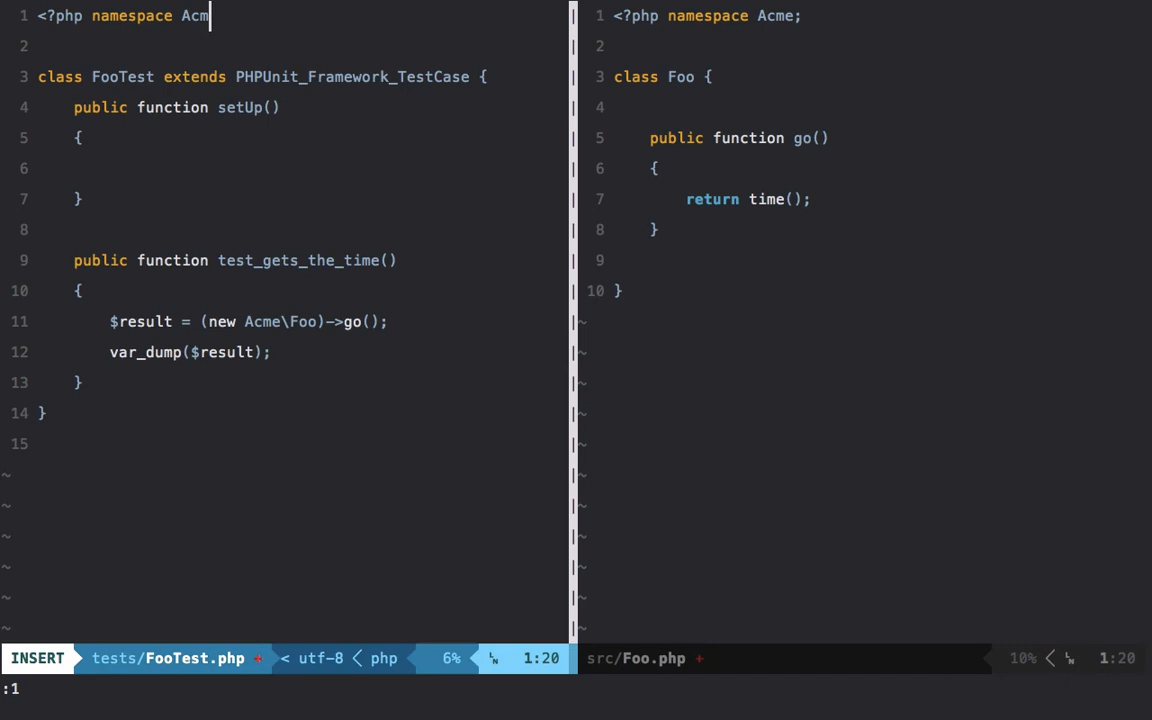 1 <?php namespace Acm
2
3 class FooTest extends PHPUnit_Framework_TestCase {
4     public function setUp()
5     {
6
7     }
8
9     public function test_gets_the_time()
10     {
11         $result = (new Acme\Foo)->go();
12         var_dump($result);
13     }
14 }
15
~
~
~
~
~
~
INSERT tests/FooTest.php + < utf-8 < php 6% LN 1:20
:1
1 <?php namespace Acme;
2
3 class Foo {
4
5     public function go()
6     {
7         return time();
8     }
9
10 }
~
~
~
~
~
~
~
~
~
~
~
src/Foo.php + 10% < LN 1:20